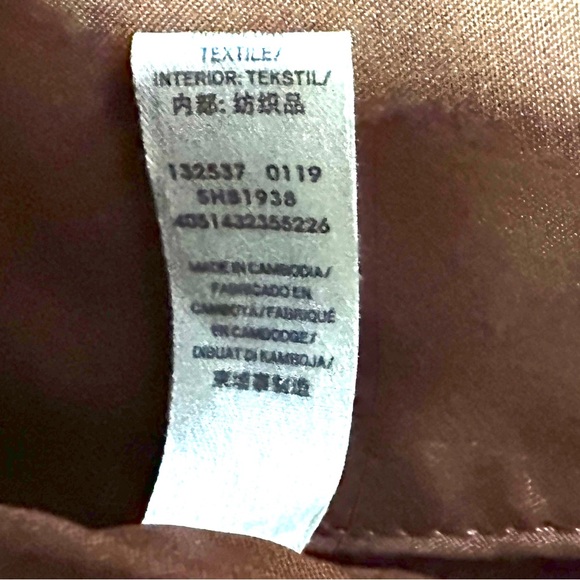 TEXTILE/
INTERIOR: TEKSTIL/
内部: 纺织品
132537 0119
SHB1938
4051432355226
MADE IN CAMBODIA/
FABRICADO EN
CAMBOYA/FABRIQUÉ
EN CAMBODGE/
DIBUAT DI KAMBOJA/
柬埔寨制造